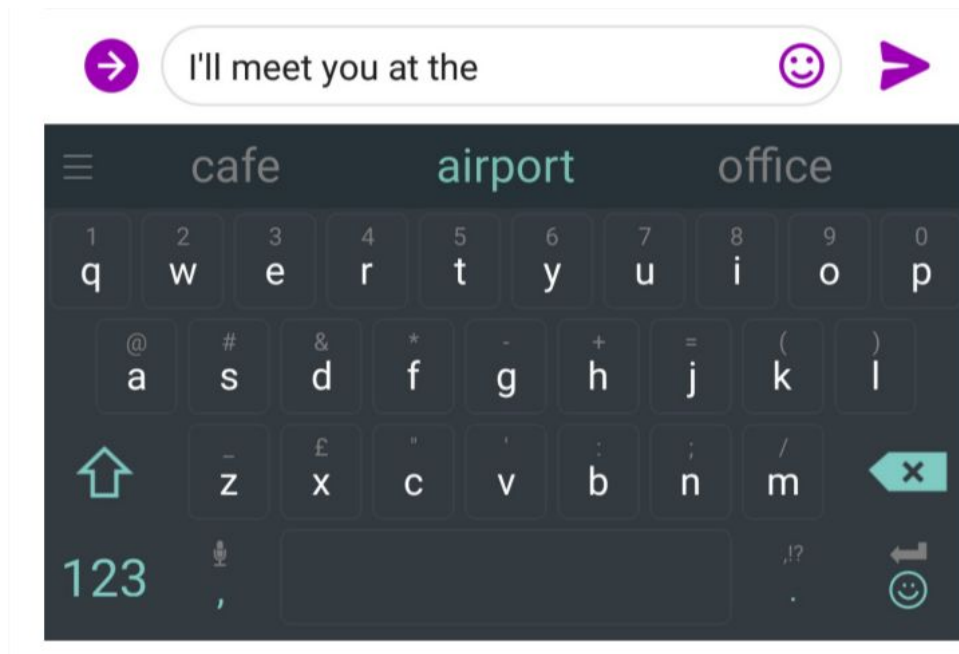 I'll meet you at the
cafe airport office
1 2 3 4 5 6 7 8 9 0
q w e r t y u i o p
@ # & * - + = ( )
a s d f g h j k l
_ £ " ' : ; /
z x c v b n m
,!?
123 , .